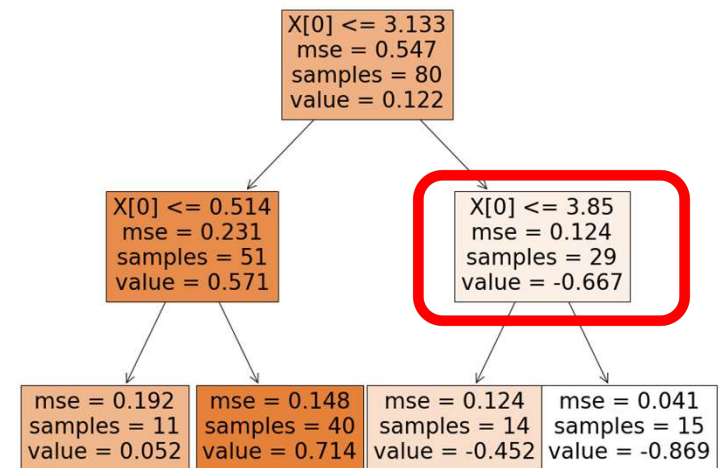 X[0] <= 3.133
mse = 0.547
samples = 80
value = 0.122
X[0] <= 0.514
mse = 0.231
samples = 51
value = 0.571
X[0] <= 3.85
mse = 0.124
samples = 29
value = -0.667
mse = 0.192
samples = 11
value = 0.052
mse = 0.148
samples = 40
value = 0.714
mse = 0.124
samples = 14
value = -0.452
mse = 0.041
samples = 15
value = -0.869